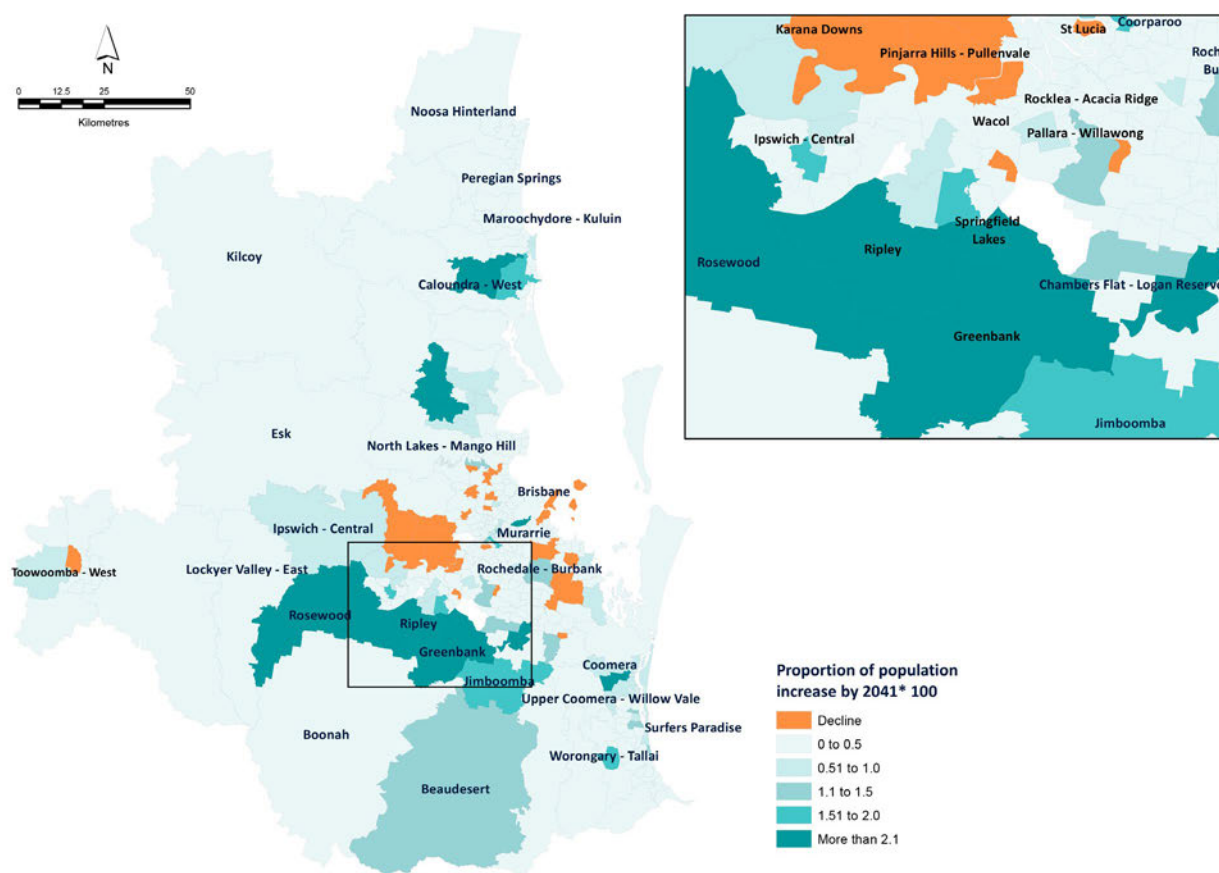 N
0 12.5 25 50
Kilometres
Noosa Hinterland
Peregian Springs
Maroochydore - Kuluin
Kilcoy
Caloundra - West
Esk
North Lakes - Mango Hill
Brisbane
Ipswich - Central
Murarrie
Toowoomba - West
Lockyer Valley - East
Rochedale - Burbank
Rosewood
Ripley
Greenbank
Coomera
Jimboomba
Upper Coomera - Willow Vale
Boonah
Surfers Paradise
Worongary - Tallai
Beaudesert
Karana Downs
St Lucia
Coorparoo
Pinjarra Hills - Pullenvale
Roch
Bu
Rocklea - Acacia Ridge
Wacol
Ipswich - Central
Pallara - Willawong
Springfield
Lakes
Ripley
Rosewood
Chambers Flat - Logan Reserve
Greenbank
Jimboomba
Proportion of population
increase by 2041* 100
Decline
0 to 0.5
0.51 to 1.0
1.1 to 1.5
1.51 to 2.0
More than 2.1